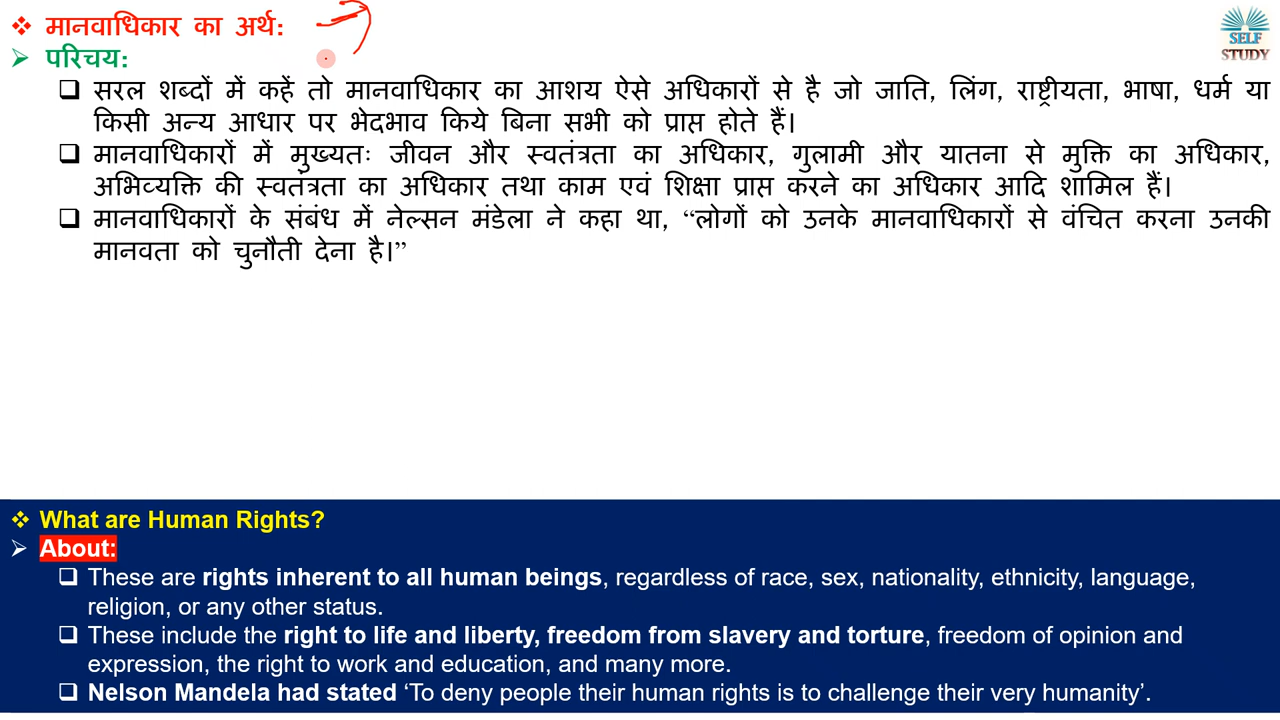 ❖ मानवाधिकार का अर्थ:
➢ परिचय:
❑ सरल शब्दों में कहें तो मानवाधिकार का आशय ऐसे अधिकारों से है जो जाति, लिंग, राष्ट्रीयता, भाषा, धर्म या
किसी अन्य आधार पर भेदभाव किये बिना सभी को प्राप्त होते हैं।
❑ मानवाधिकारों में मुख्यतः जीवन और स्वतंत्रता का अधिकार, गुलामी और यातना से मुक्ति का अधिकार,
अभिव्यक्ति की स्वतंत्रता का अधिकार तथा काम एवं शिक्षा प्राप्त करने का अधिकार आदि शामिल हैं।
❑ मानवाधिकारों के संबंध में नेल्सन मंडेला ने कहा था, “लोगों को उनके मानवाधिकारों से वंचित करना उनकी
मानवता को चुनौती देना है।”
SELF
STUDY
❖ What are Human Rights?
➢ About:
❑ These are rights inherent to all human beings, regardless of race, sex, nationality, ethnicity, language,
religion, or any other status.
❑ These include the right to life and liberty, freedom from slavery and torture, freedom of opinion and
expression, the right to work and education, and many more.
❑ Nelson Mandela had stated ‘To deny people their human rights is to challenge their very humanity’.